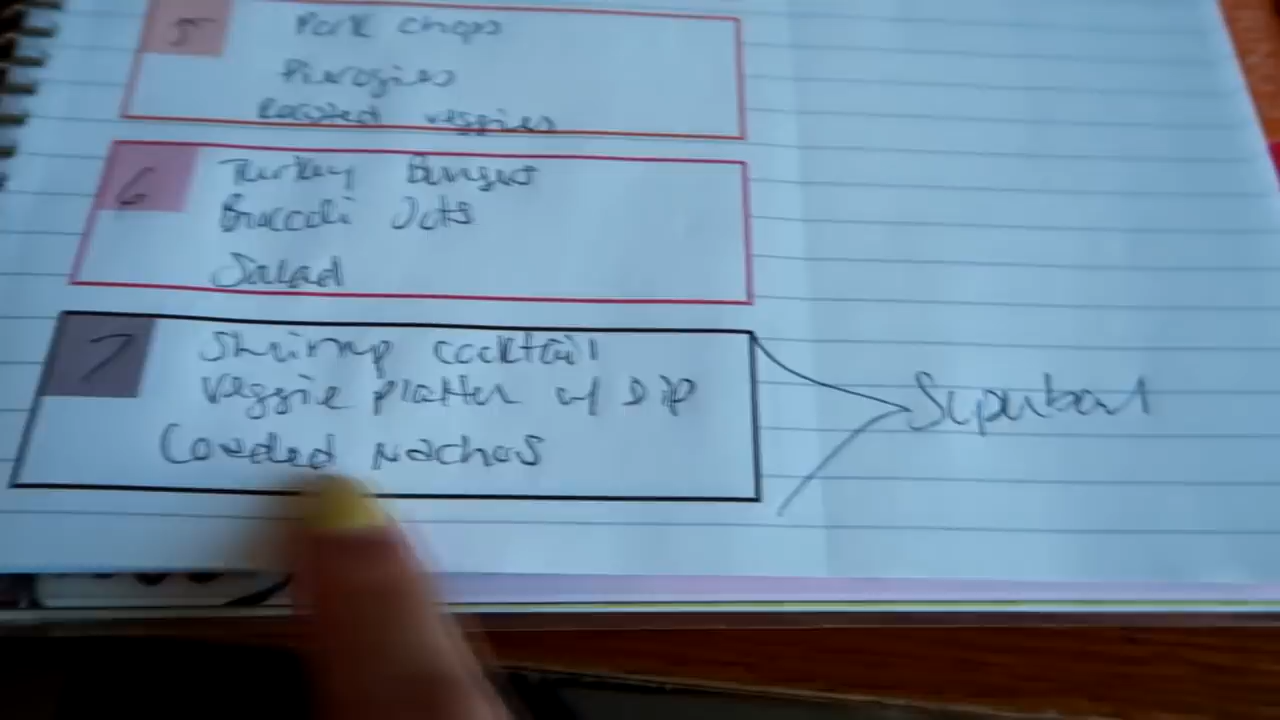 5
Pork chops
Pierogies
Roasted veggies
6
Turkey Burgers
Broccoli Tots
Salad
7
Shrimp cocktail
Veggie platter w/ Dip
Loaded Nachos
Superbowl